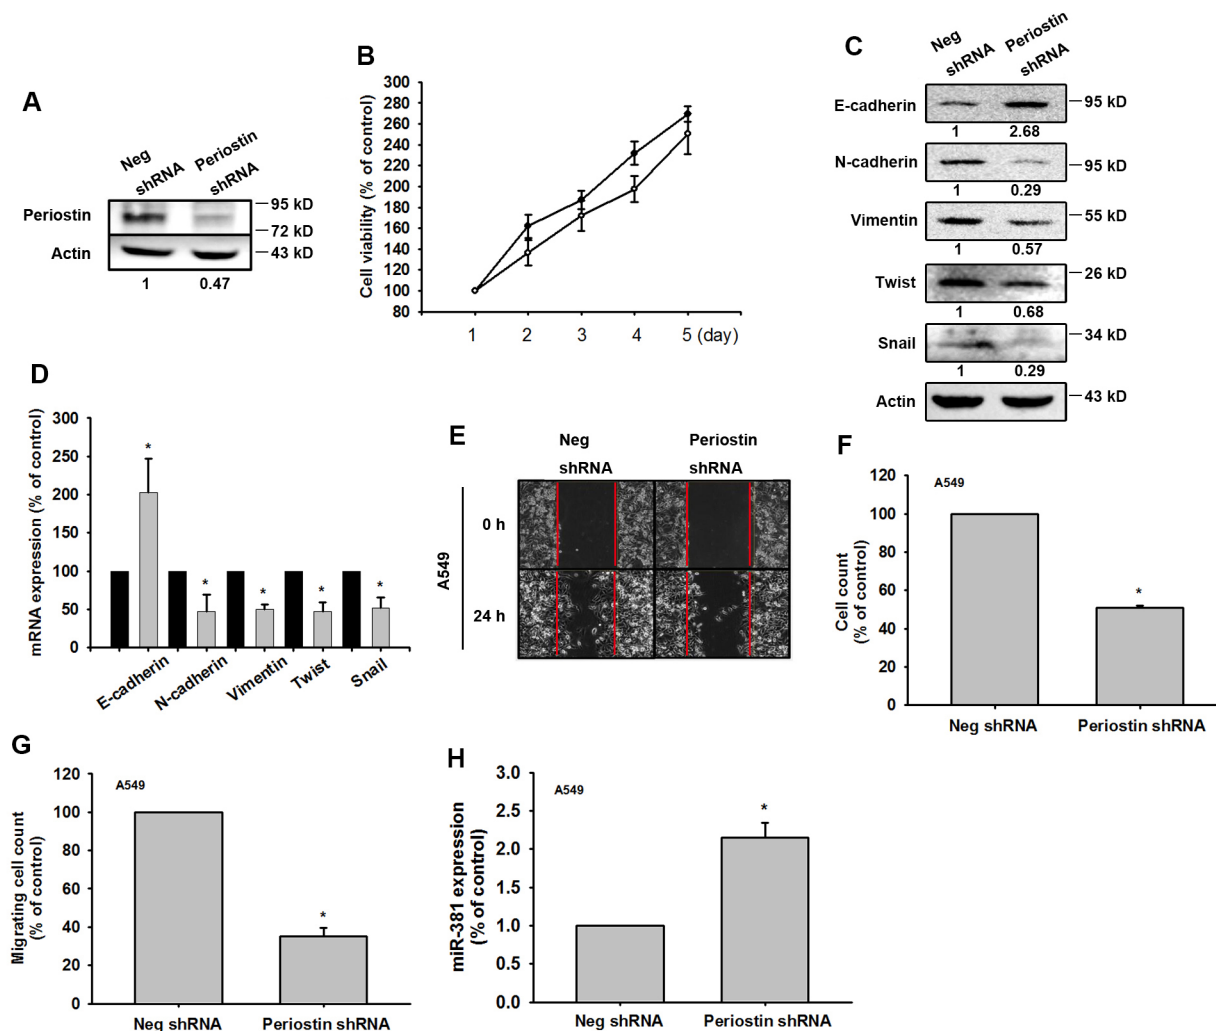 A
Neg
shRNA
Periostin
shRNA
Periostin
95 kD
72 kD
Actin
43 kD
1 0.47
B
Cell viability (% of control)
300
280
260
240
220
200
180
160
140
120
100
80
1 2 3 4 5 (day)
C
Neg
shRNA
Periostin
shRNA
E-cadherin
95 kD
1 2.68
N-cadherin
95 kD
1 0.29
Vimentin
55 kD
1 0.57
Twist
26 kD
1 0.68
Snail
34 kD
1 0.29
Actin
43 kD
D
mRNA expression (% of control)
300
250
200
150
100
50
0
*
*
*
*
*
E-cadherin
N-cadherin
Vimentin
Twist
Snail
E
Neg
shRNA
Periostin
shRNA
A549
0 h
24 h
F
A549
Cell count
(% of control)
120
100
80
60
40
20
0
*
Neg shRNA Periostin shRNA
G
A549
Migrating cell count
(% of control)
120
100
80
60
40
20
0
*
Neg shRNA Periostin shRNA
H
A549
miR-381 expression
(% of control)
3.0
2.5
2.0
1.5
1.0
0.5
0.0
*
Neg shRNA Periostin shRNA